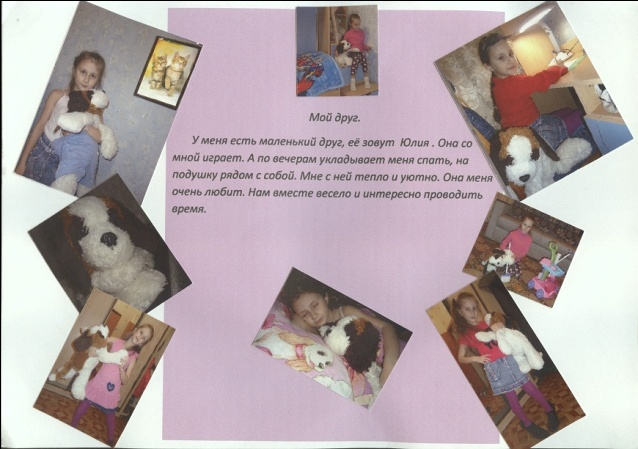 Мой друг.
У меня есть маленький друг, её зовут Юлия . Она со
мной играет. А по вечерам укладывает меня спать, на
подушку рядом с собой. Мне с ней тепло и уютно. Она меня
очень любит. Нам вместе весело и интересно проводить
время.